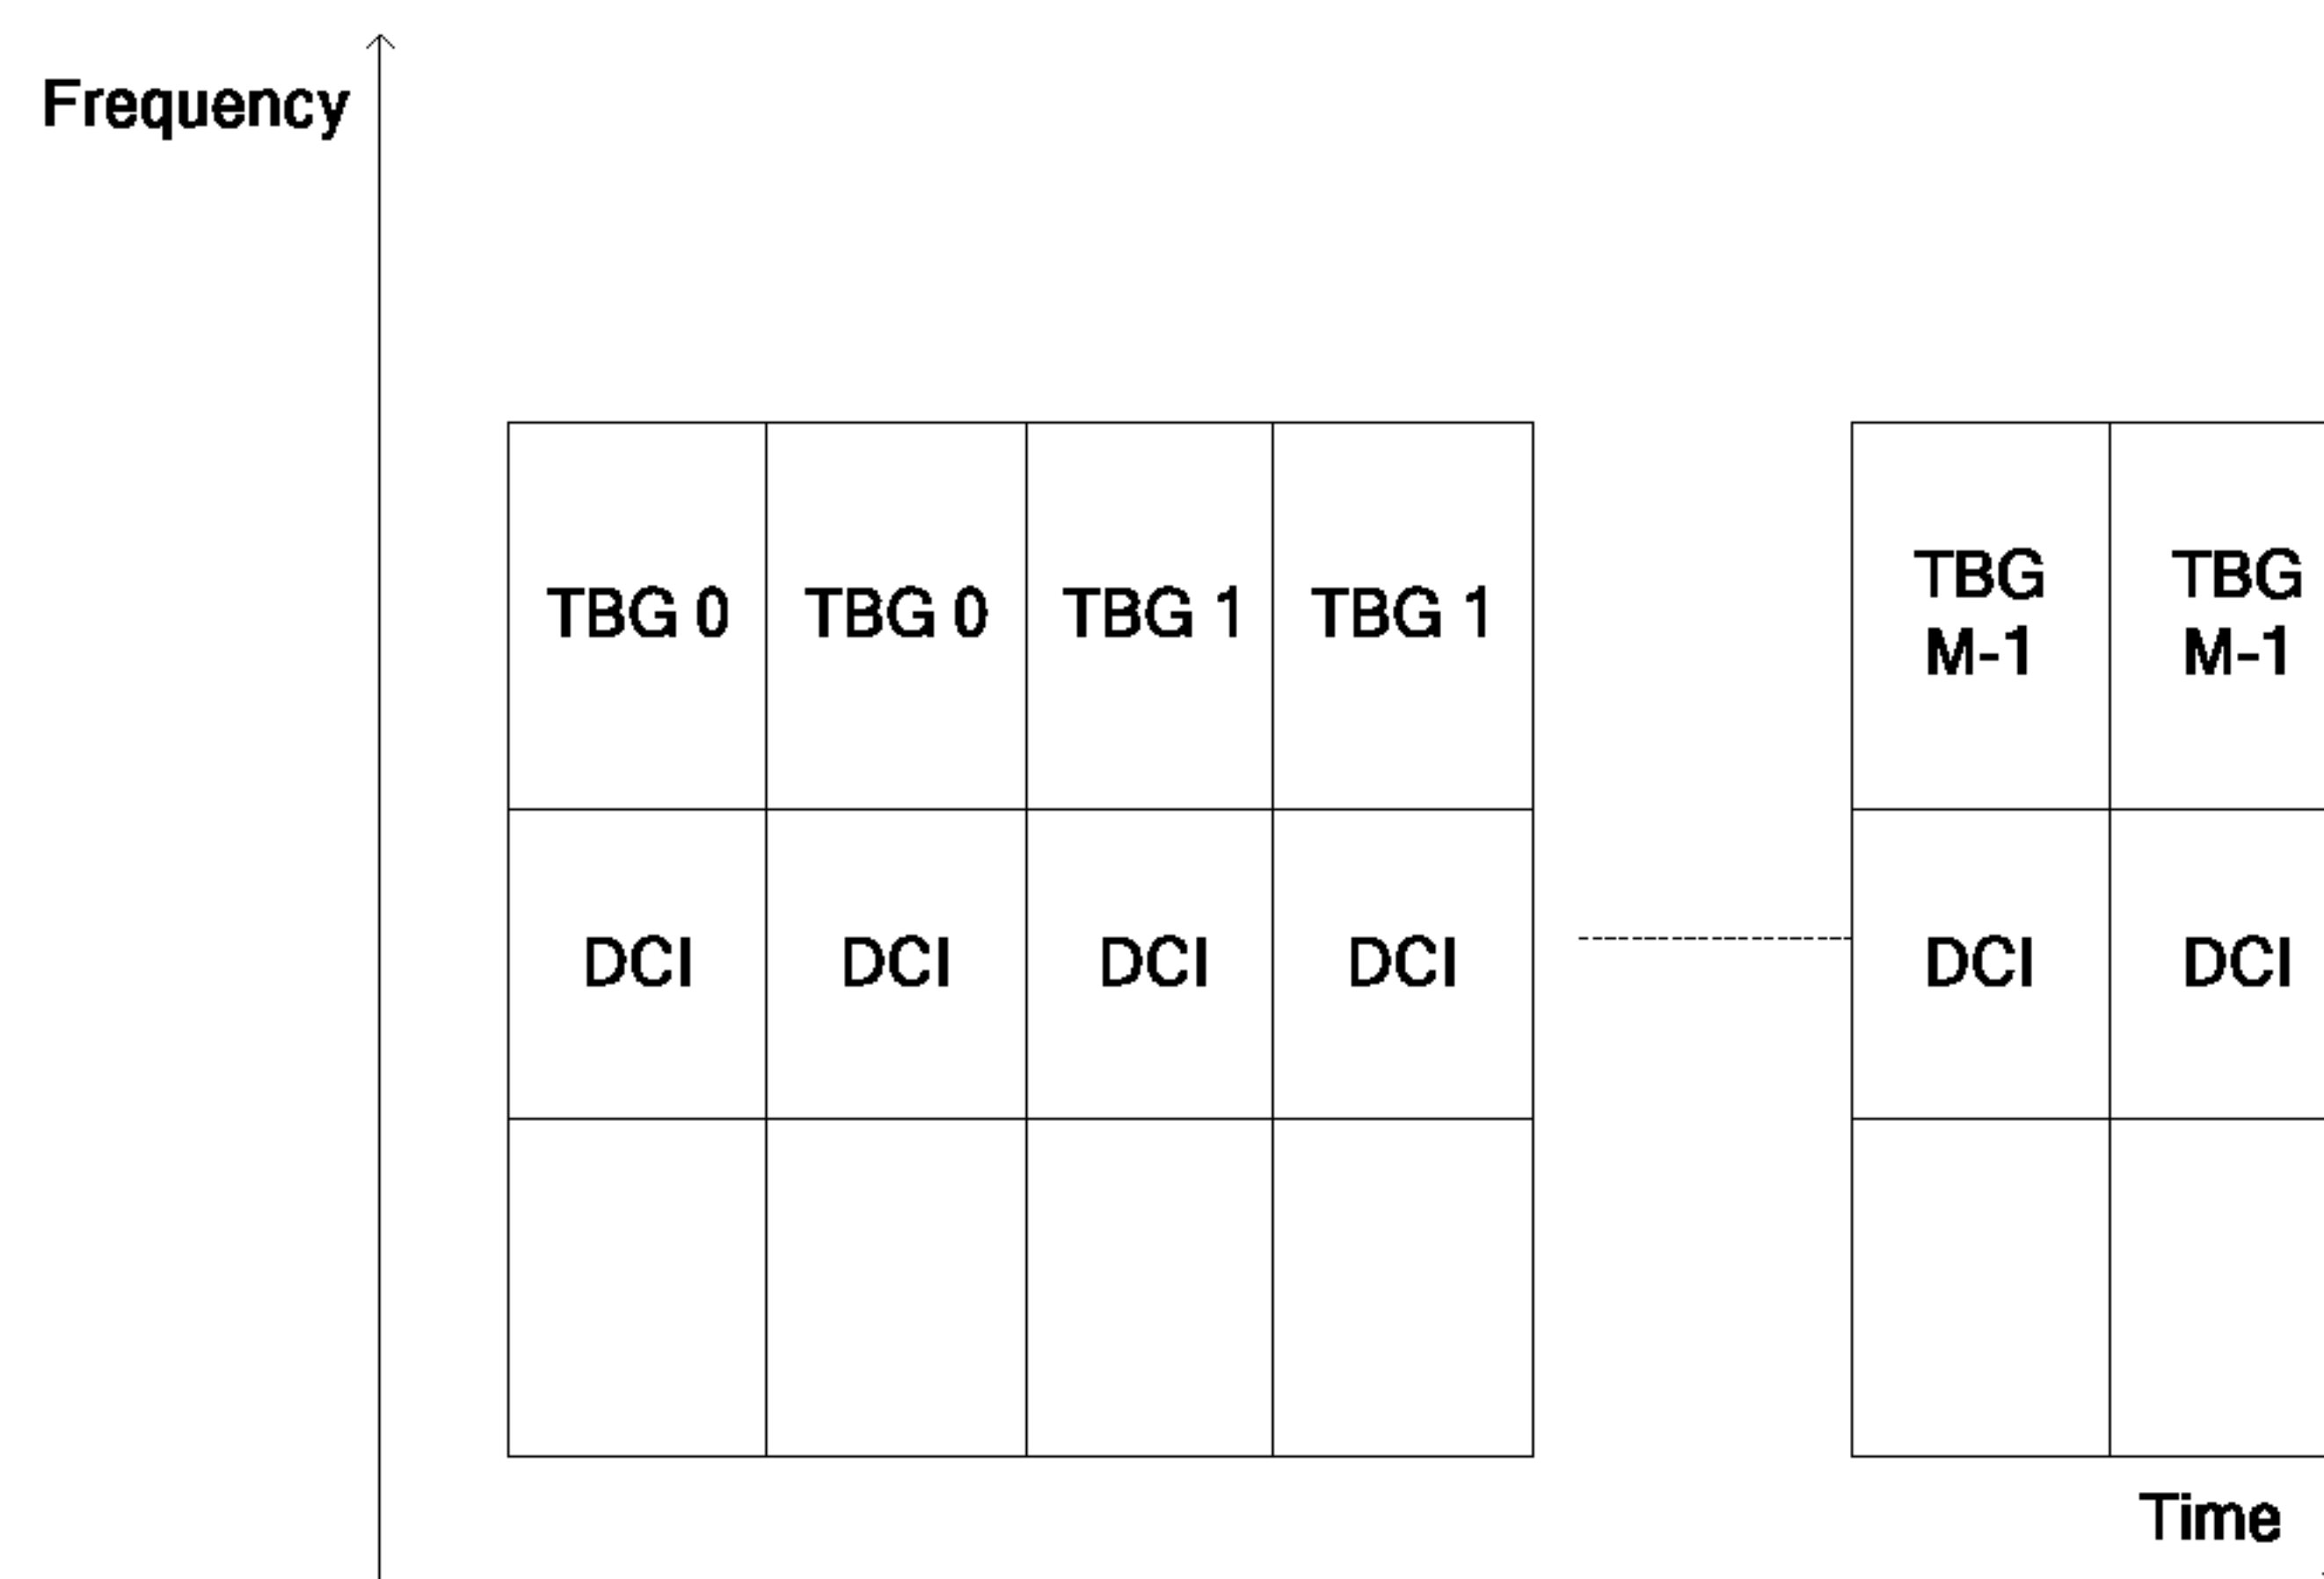 Frequency
TBG 0 TBG 0 TBG 1 TBG 1 TBG TBG
M-1 M-1
DCI DCI DCI DCI DCI DCI
Time